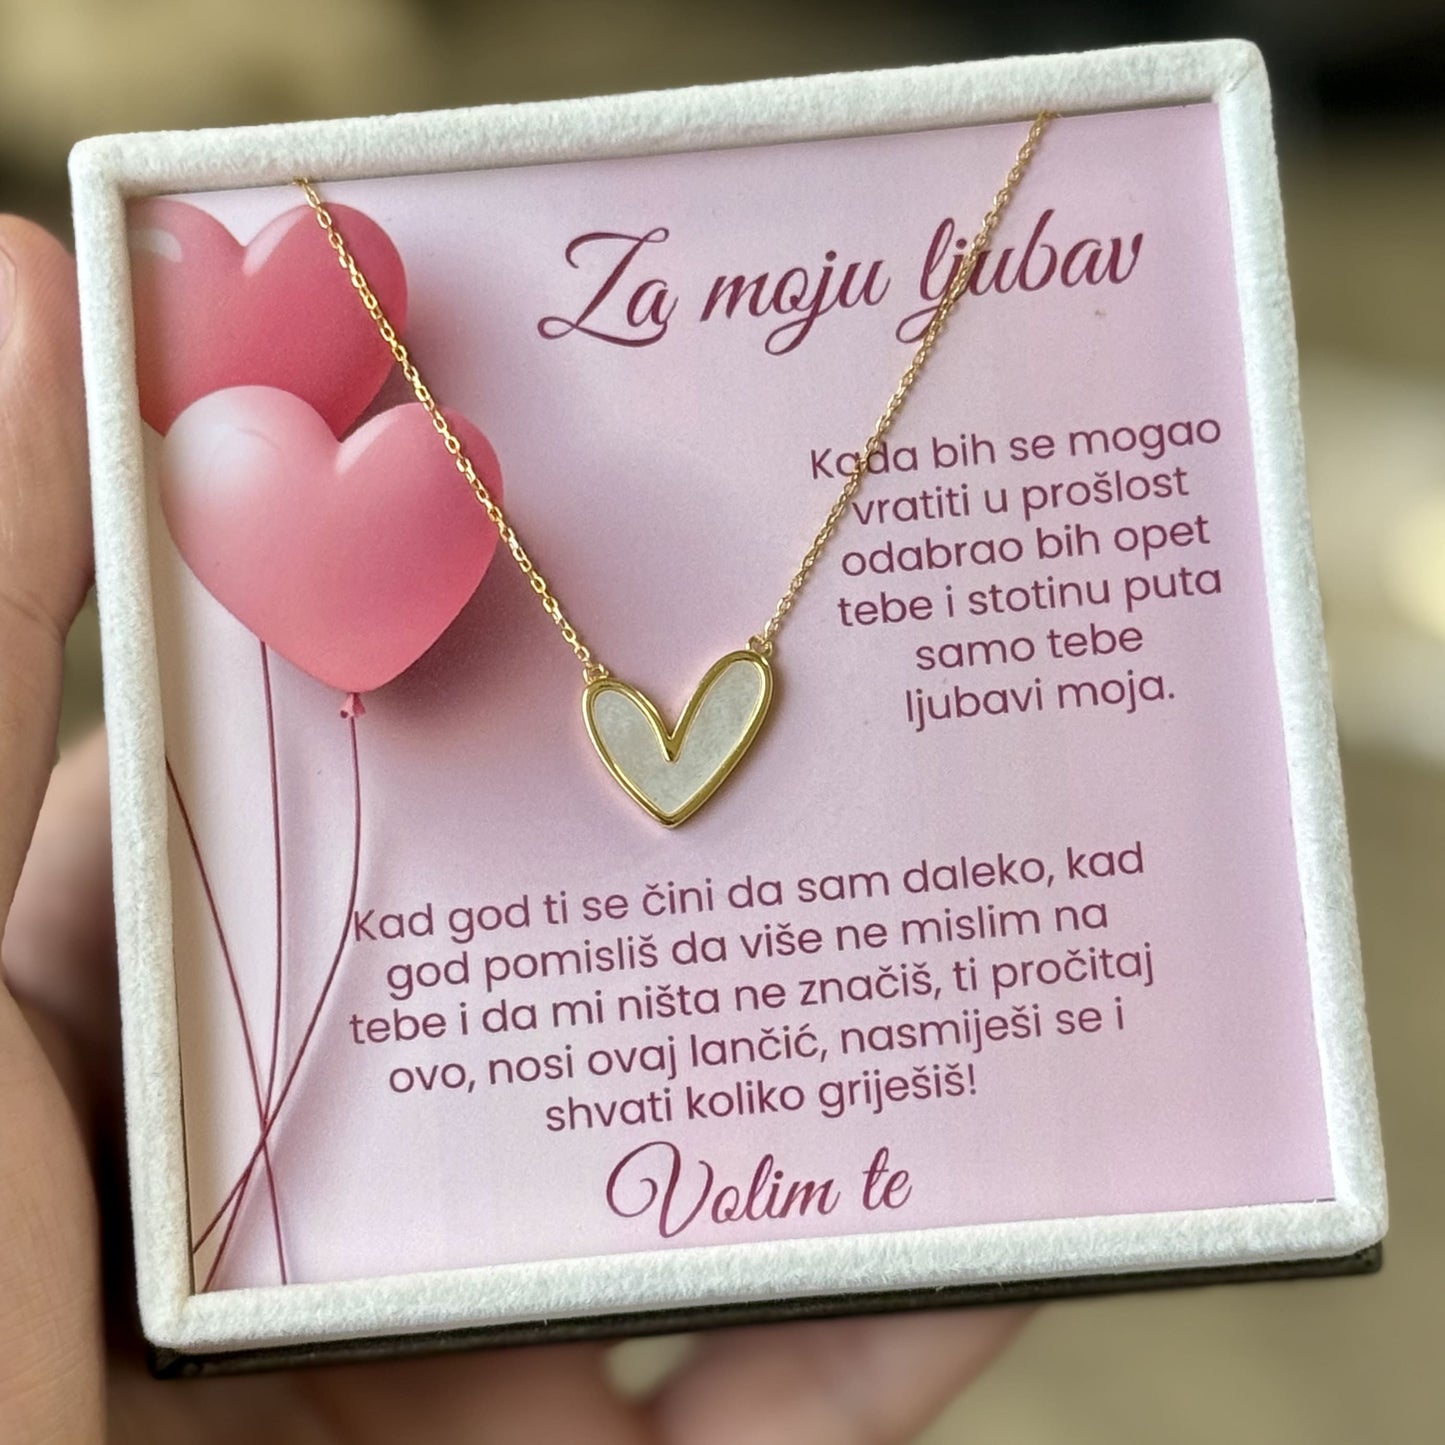 Za moju ljubav
Kada bih se mogao
vratiti u prošlost
odabrao bih opet
tebe i stotinu puta
samo tebe
ljubavi moja.
Kad god ti se čini da sam daleko, kad
god pomisliš da više ne mislim na
tebe i da mi ništa ne značiš, ti pročitaj
ovo, nosi ovaj lančić, nasmiješi se i
shvati koliko griješiš!
Volim te